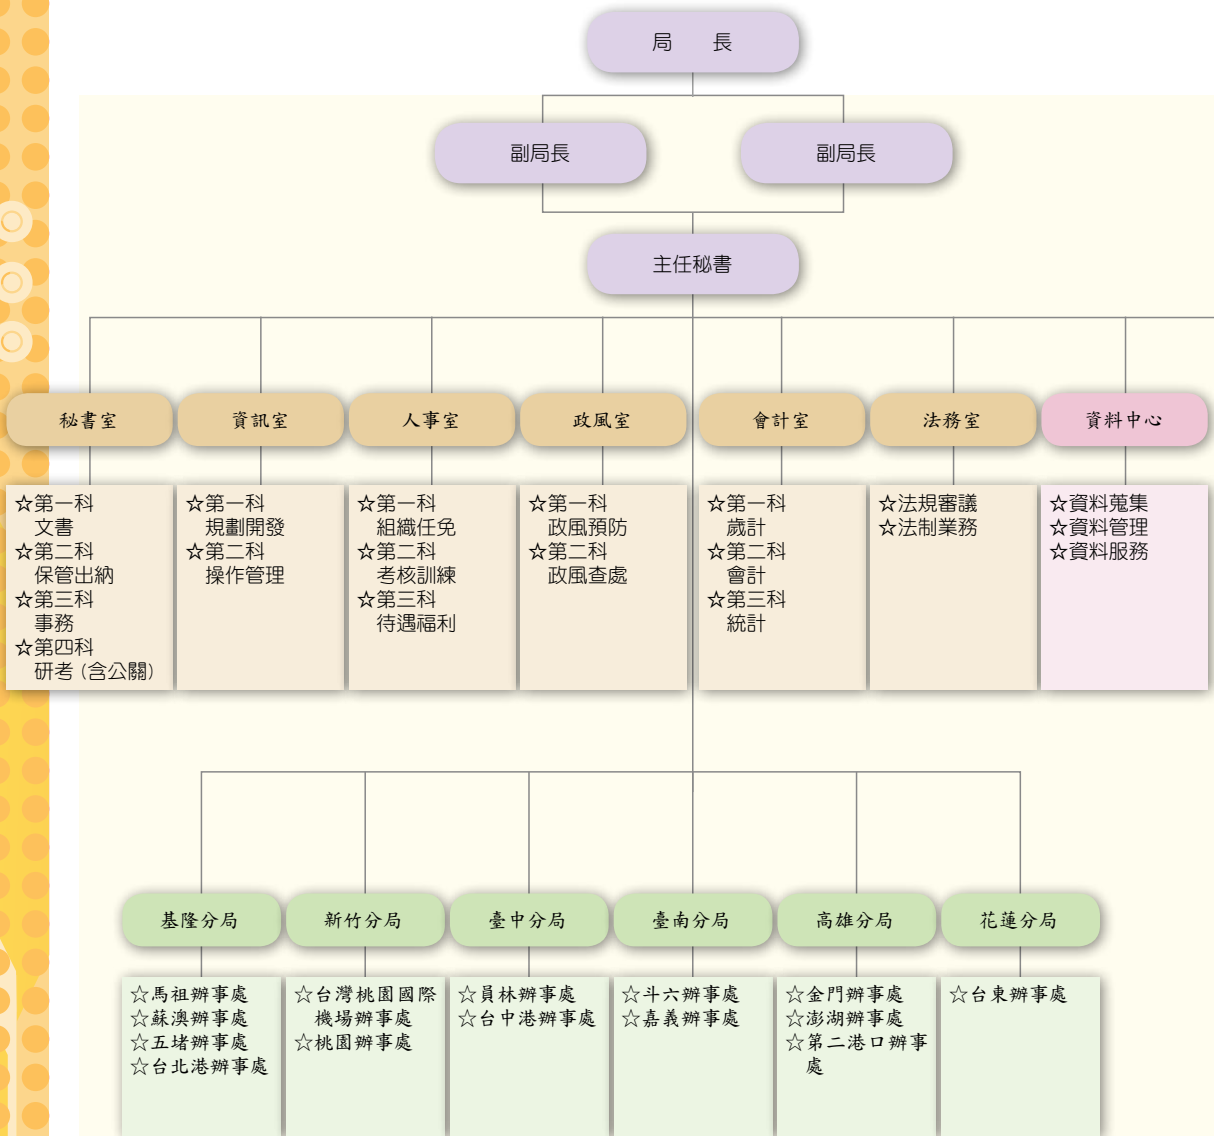 局　　長
副局長
副局長
主任秘書
秘書室
☆第一科
文書
☆第二科
保管出納
☆第三科
事務
☆第四科
研考（含公關）
資訊室
☆第一科
規劃開發
☆第二科
操作管理
人事室
☆第一科
組織任免
☆第二科
考核訓練
☆第三科
待遇福利
政風室
☆第一科
政風預防
☆第二科
政風查處
會計室
☆第一科
歲計
☆第二科
會計
☆第三科
統計
法務室
☆法規審議
☆法制業務
資料中心
☆資料蒐集
☆資料管理
☆資料服務
基隆分局
☆馬祖辦事處
☆蘇澳辦事處
☆五堵辦事處
☆台北港辦事處
新竹分局
☆台灣桃園國際
機場辦事處
☆桃園辦事處
臺中分局
☆員林辦事處
☆台中港辦事處
臺南分局
☆斗六辦事處
☆嘉義辦事處
高雄分局
☆金門辦事處
☆澎湖辦事處
☆第二港口辦事
處
花蓮分局
☆台東辦事處